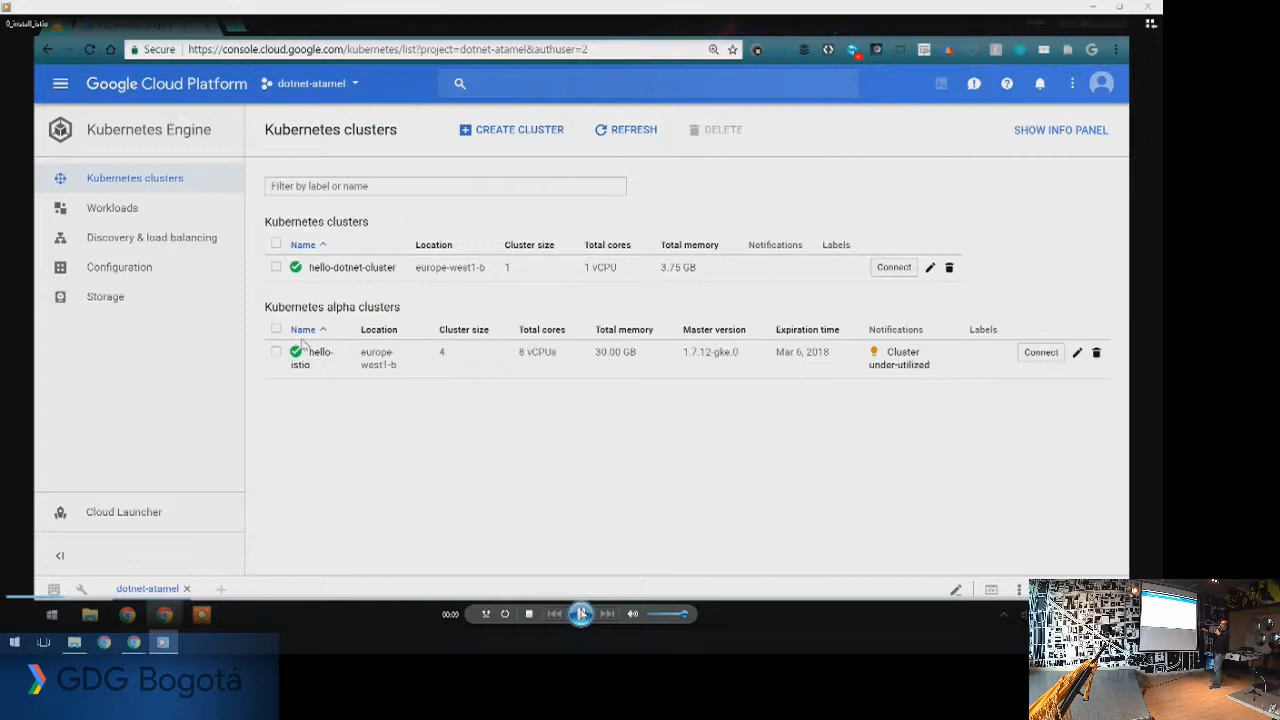 0_install_istio
Secure https://console.cloud.google.com/kubernetes/list?project=dotnet-atamel&authuser=2
Google Cloud Platform dotnet-atamel
Kubernetes Engine
Kubernetes clusters CREATE CLUSTER REFRESH DELETE SHOW INFO PANEL
Kubernetes clusters
Workloads
Discovery & load balancing
Configuration
Storage
Cloud Launcher
Filter by label or name
Kubernetes clusters
Name Location Cluster size Total cores Total memory Notifications Labels
hello-dotnet-cluster europe-west1-b 1 1 vCPU 3.75 GB Connect
Kubernetes alpha clusters
Name Location Cluster size Total cores Total memory Master version Expiration time Notifications Labels
hello-istio europe-west1-b 4 8 vCPUs 30.00 GB 1.7.12-gke.0 Mar 6, 2018 Cluster under-utilized Connect
dotnet-atamel
00:09
GDG Bogotá